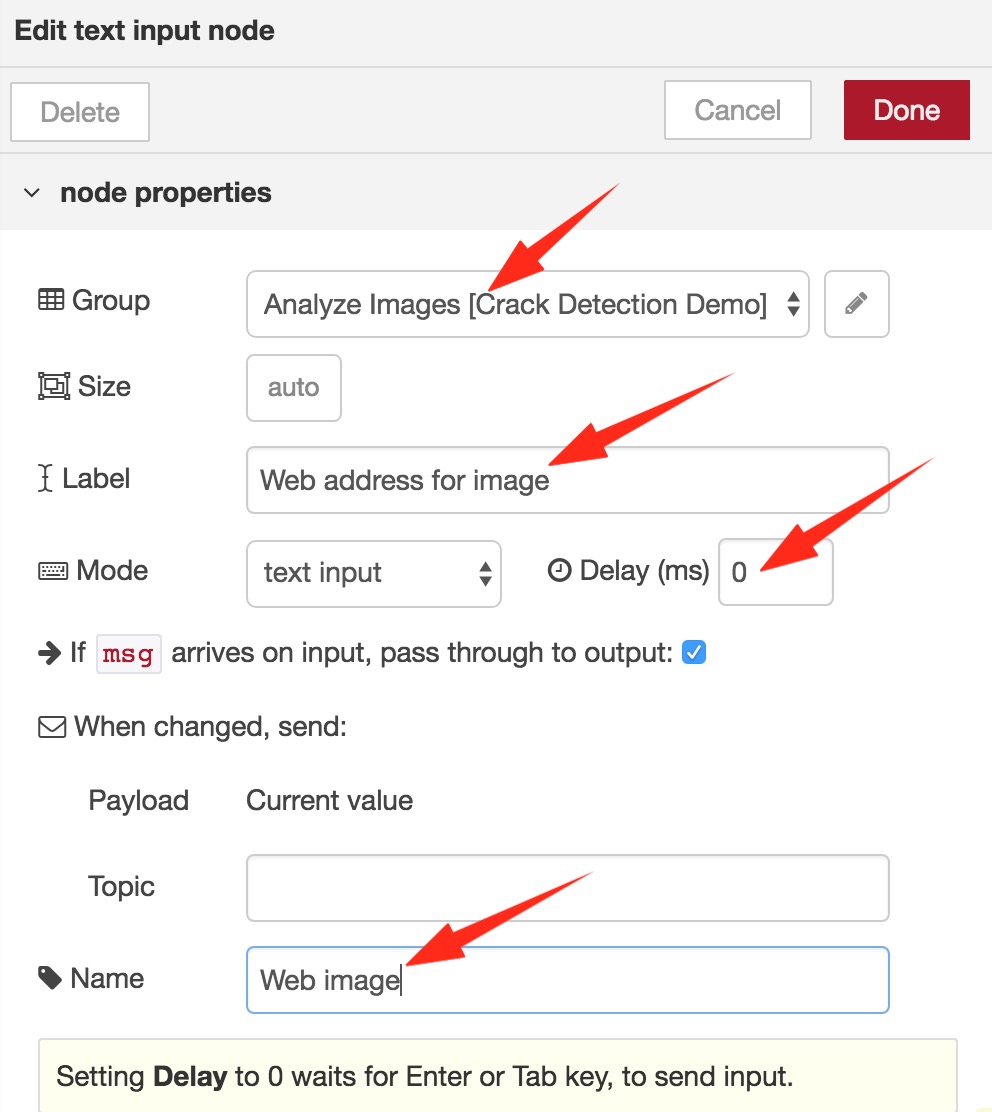 Edit text input node
Delete Cancel Done
node properties
Group Analyze Images [Crack Detection Demo]
Size auto
Label Web address for image
Mode text input Delay (ms) 0
If msg arrives on input, pass through to output:
When changed, send:
Payload Current value
Topic
Name Web image
Setting Delay to 0 waits for Enter or Tab key, to send input.